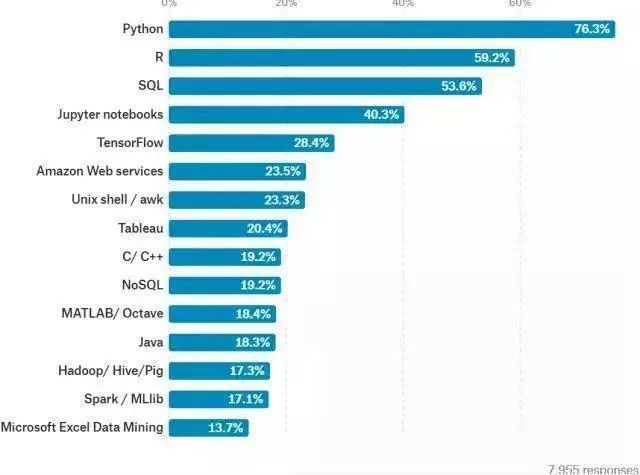 0% 20% 40% 60%
Python 76.3%
R 59.2%
SQL 53.6%
Jupyter notebooks 40.3%
TensorFlow 28.4%
Amazon Web services 23.5%
Unix shell / awk 23.3%
Tableau 20.4%
C/ C++ 19.2%
NoSQL 19.2%
MATLAB/ Octave 18.4%
Java 18.3%
Hadoop/ Hive/Pig 17.3%
Spark / MLlib 17.1%
Microsoft Excel Data Mining 13.7%
7,955 responses